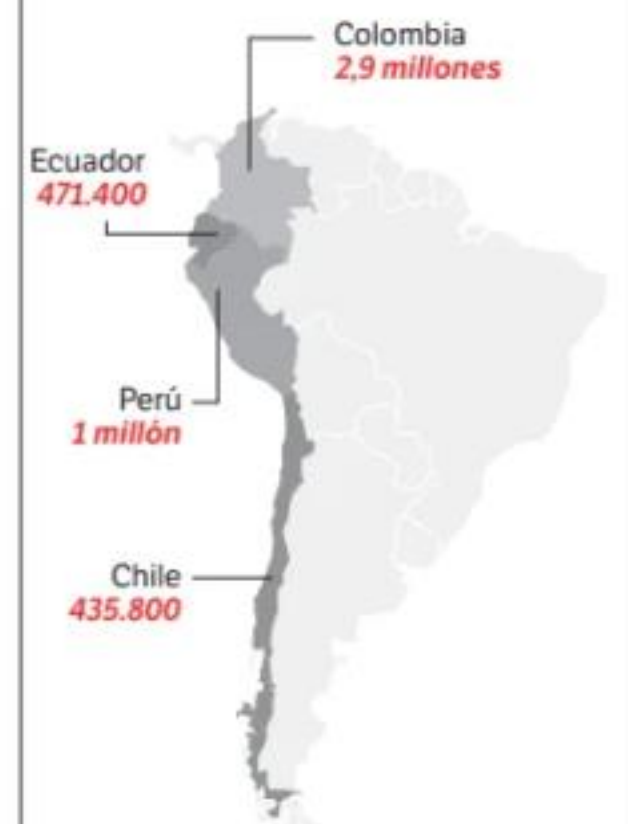 Colombia
2,9 millones
Ecuador
471.400
Perú
1 millón
Chile
435.800